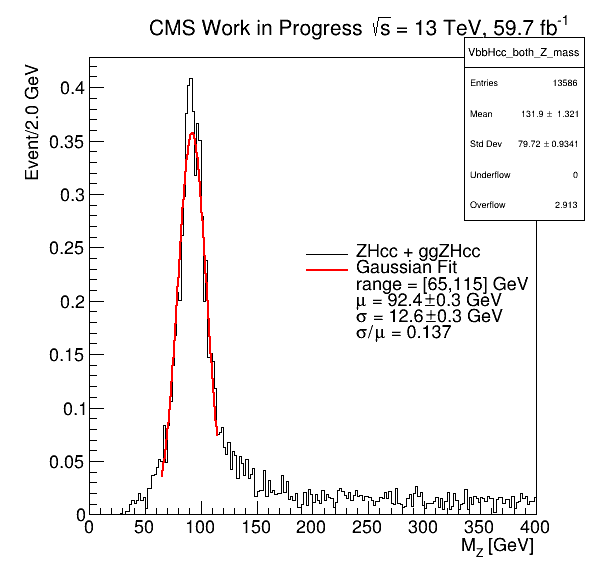 CMS Work in Progress √s = 13 TeV, 59.7 fb⁻¹
VbbHcc_both_Z_mass
Entries 13586
Mean 131.9 ± 1.321
Std Dev 79.72 ± 0.9341
Underflow 0
Overflow 2.913
Event/2.0 GeV
0.4
0.35
0.3
0.25
0.2
0.15
0.1
0.05
0
ZHcc + ggZHcc
Gaussian Fit
range = [65,115] GeV
μ = 92.4±0.3 GeV
σ = 12.6±0.3 GeV
σ/μ = 0.137
0 50 100 150 200 250 300 350 400
M_Z [GeV]